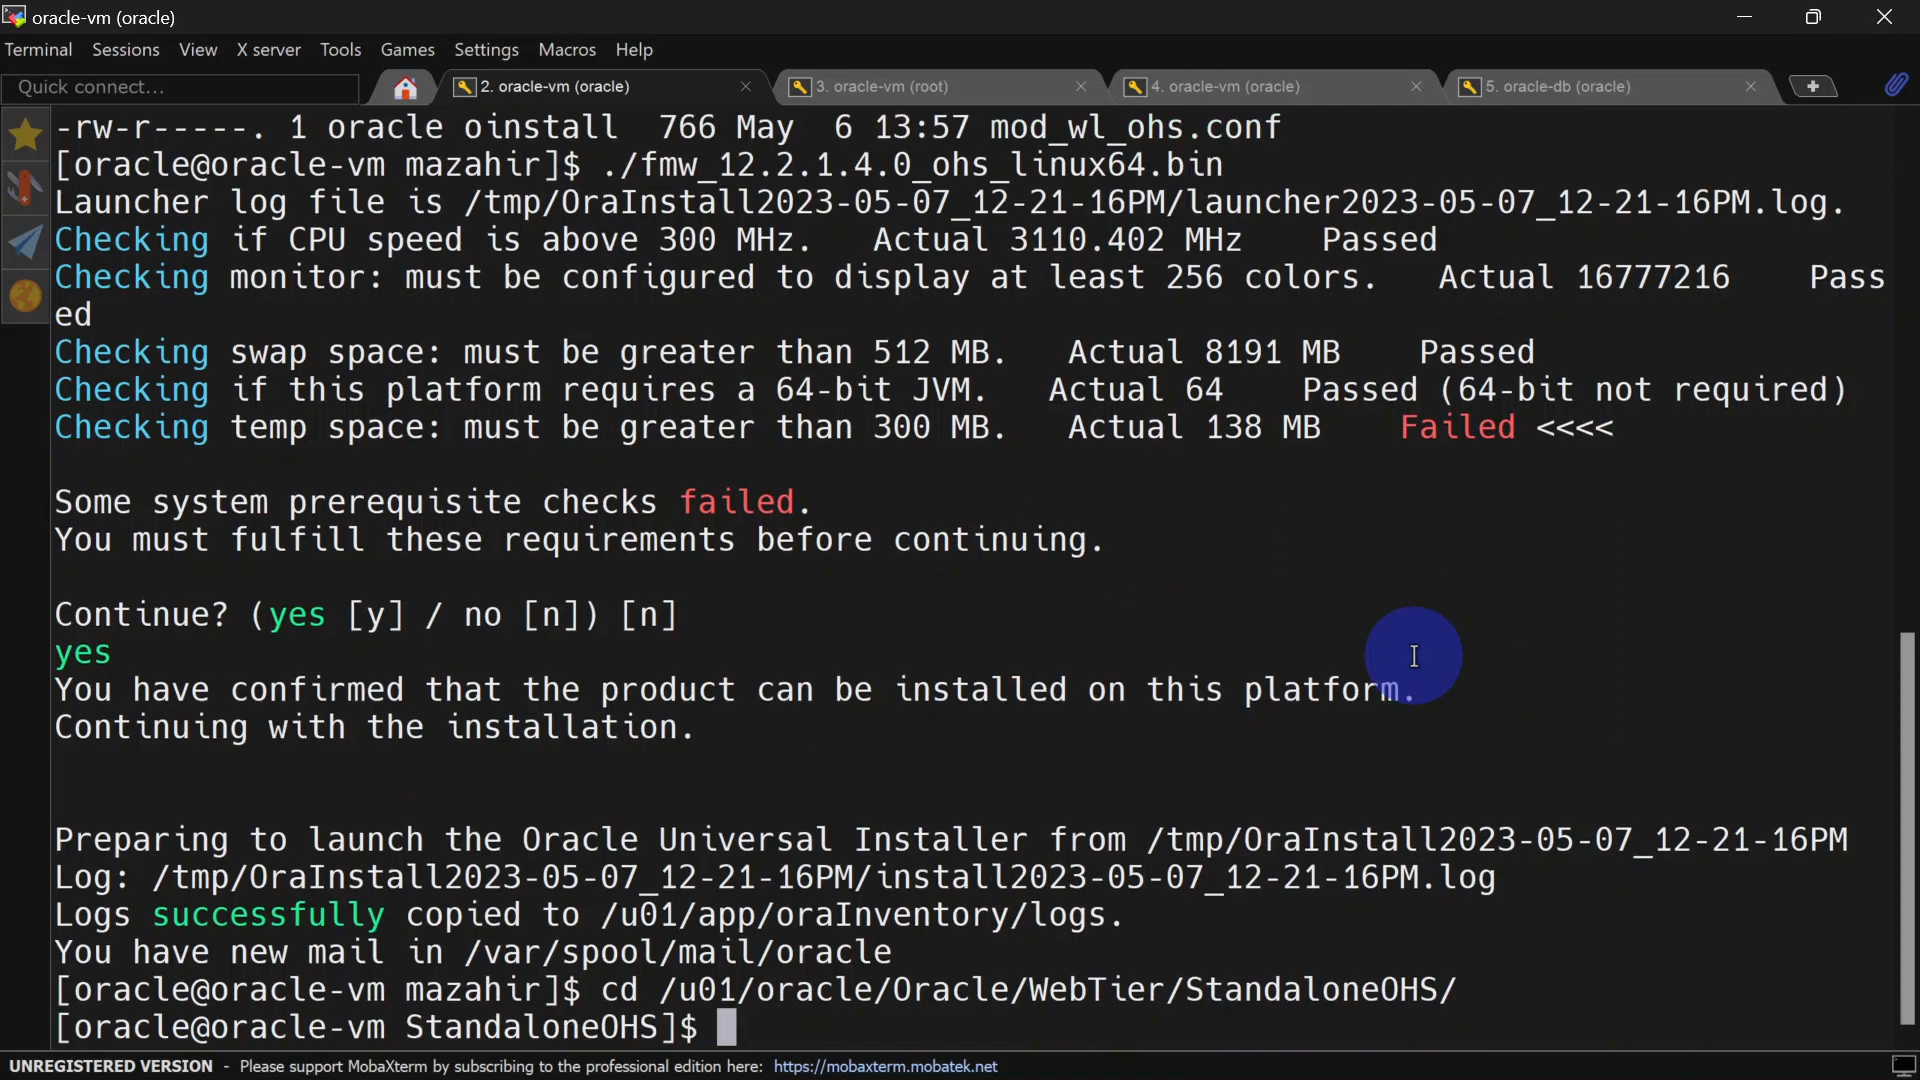 oracle-vm (oracle)
Terminal Sessions View X server Tools Games Settings Macros Help
Quick connect... 2. oracle-vm (oracle) 3. oracle-vm (root) 4. oracle-vm (oracle) 5. oracle-db (oracle)
-rw-r-----. 1 oracle oinstall  766 May  6 13:57 mod_wl_ohs.conf
[oracle@oracle-vm mazahir]$ ./fmw_12.2.1.4.0_ohs_linux64.bin
Launcher log file is /tmp/OraInstall2023-05-07_12-21-16PM/launcher2023-05-07_12-21-16PM.log.
Checking if CPU speed is above 300 MHz.   Actual 3110.402 MHz    Passed
Checking monitor: must be configured to display at least 256 colors.   Actual 16777216    Pass
ed
Checking swap space: must be greater than 512 MB.   Actual 8191 MB    Passed
Checking if this platform requires a 64-bit JVM.   Actual 64    Passed (64-bit not required)
Checking temp space: must be greater than 300 MB.   Actual 138 MB    Failed <<<<
Some system prerequisite checks failed.
You must fulfill these requirements before continuing.
Continue? (yes [y] / no [n]) [n]
yes
You have confirmed that the product can be installed on this platform.
Continuing with the installation.
Preparing to launch the Oracle Universal Installer from /tmp/OraInstall2023-05-07_12-21-16PM
Log: /tmp/OraInstall2023-05-07_12-21-16PM/install2023-05-07_12-21-16PM.log
Logs successfully copied to /u01/app/oraInventory/logs.
You have new mail in /var/spool/mail/oracle
[oracle@oracle-vm mazahir]$ cd /u01/oracle/Oracle/WebTier/StandaloneOHS/
[oracle@oracle-vm StandaloneOHS]$
UNREGISTERED VERSION - Please support MobaXterm by subscribing to the professional edition here: https://mobaxterm.mobatek.net